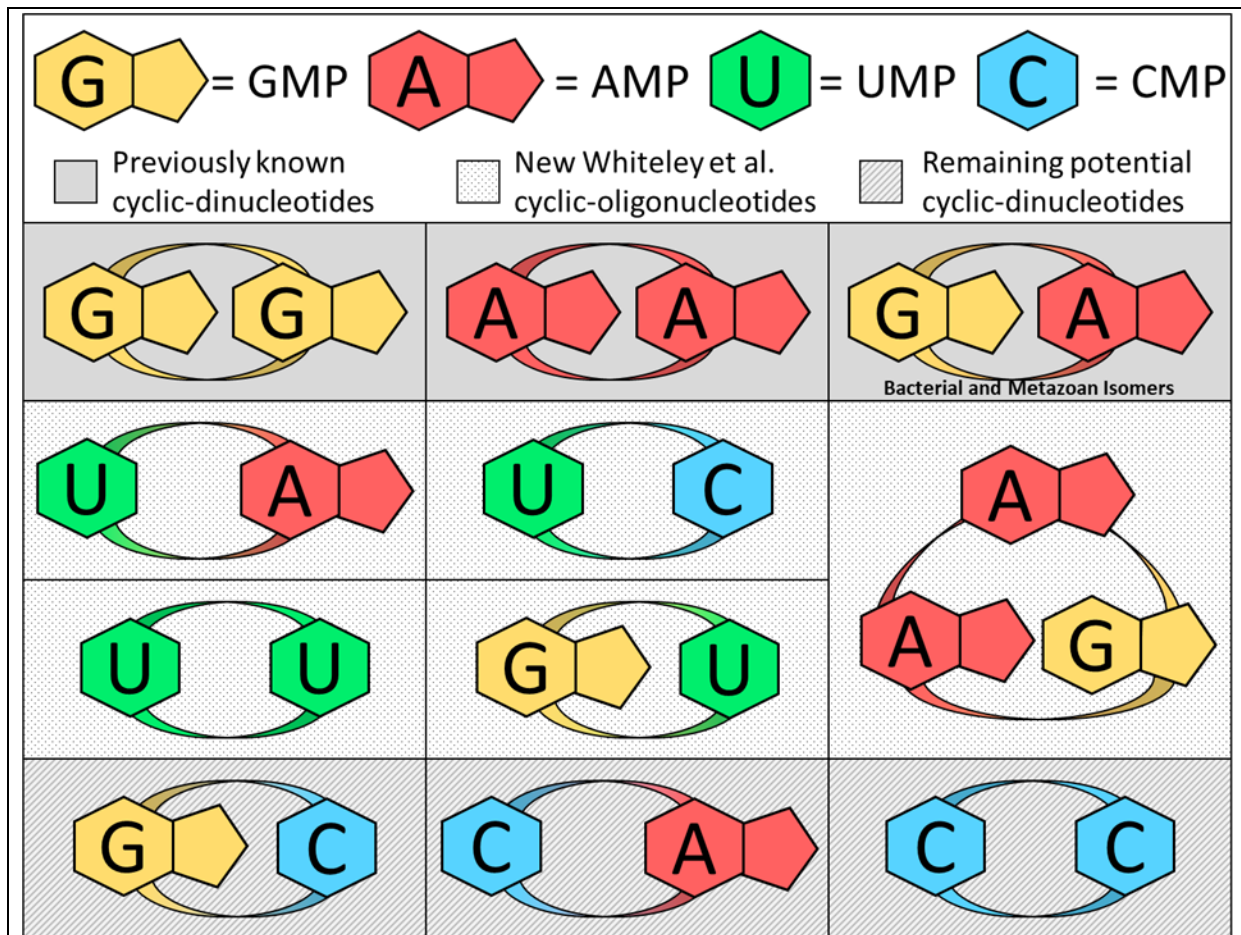 G = GMP A = AMP U = UMP C = CMP
Previously known
cyclic-dinucleotides
New Whiteley et al.
cyclic-oligonucleotides
Remaining potential
cyclic-dinucleotides
G G
A A
G A
Bacterial and Metazoan Isomers
U A
U C
A
A G
U U
G U
G C
C A
C C